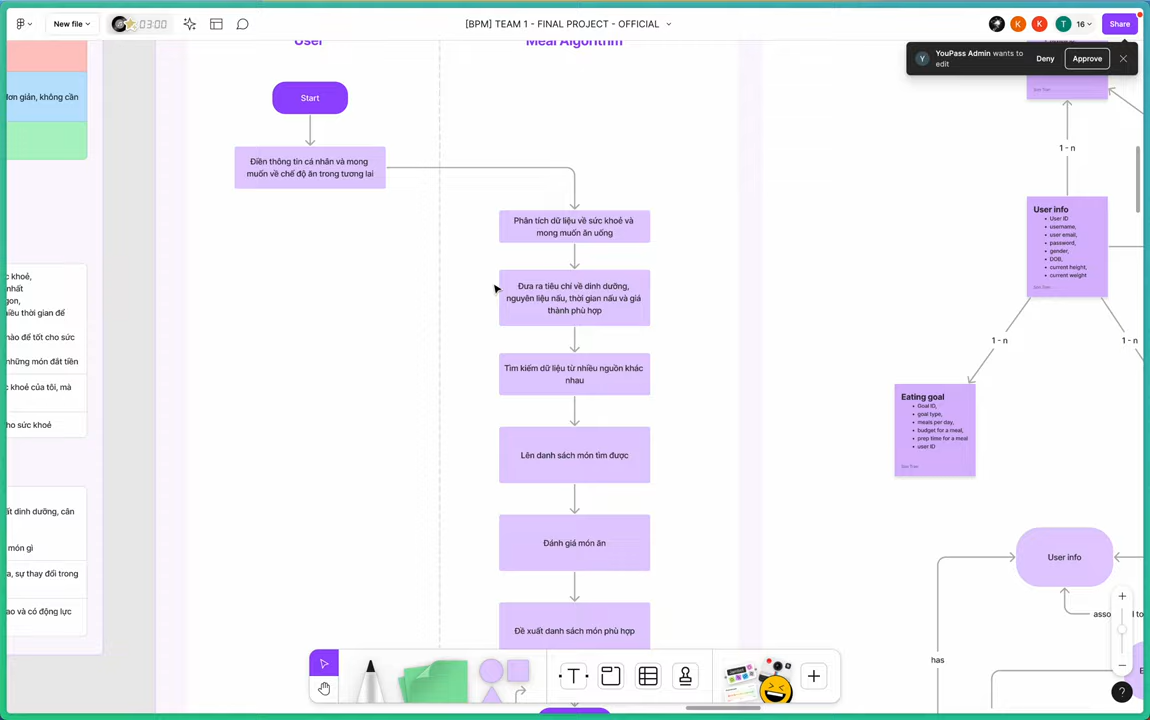 New file
03:00
[BPM] TEAM 1 - FINAL PROJECT - OFFICIAL
K
K
T
16
Share
Y
YouPass Admin wants to
edit
Deny
Approve
User
Meal Algorithm
Start
Điền thông tin cá nhân và mong
muốn về chế độ ăn trong tương lai
Phân tích dữ liệu về sức khoẻ và
mong muốn ăn uống
Đưa ra tiêu chí về dinh dưỡng,
nguyên liệu nấu, thời gian nấu và giá
thành phù hợp
Tìm kiếm dữ liệu từ nhiều nguồn khác
nhau
Lên danh sách món tìm được
Đánh giá món ăn
Đề xuất danh sách món phù hợp
đơn giản, không cần
c khoẻ,
nhất
gon,
nhiều thời gian để
nào để tốt cho sức
những món đắt tiền
c khoẻ của tôi, mà
ho sức khoẻ
ất dinh dưỡng, cân
món gì
a, sự thay đổi trong
ao và có động lực
1 - n
User info
User ID
username,
user email,
password,
gender,
DOB,
current height,
current weight
1 - n
1 - n
Eating goal
Goal ID,
goal type,
meals per day,
budget for a meal,
prep time for a meal
user ID
User info
asso
to
has
T
+
?